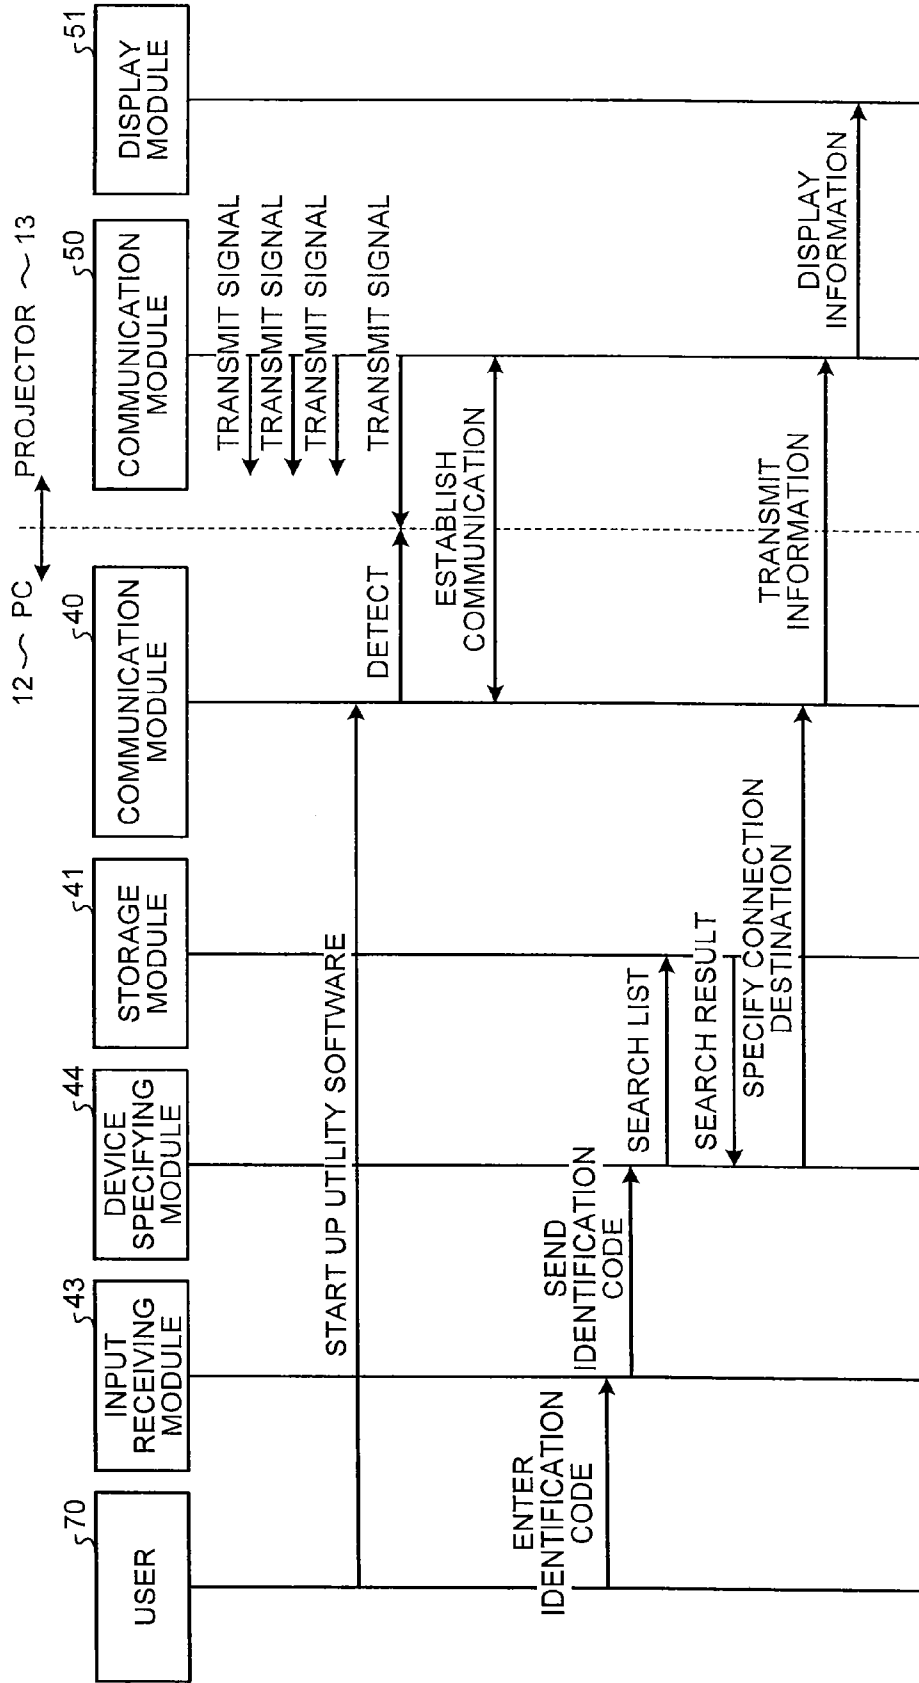 12 ~ PC
PROJECTOR ~ 13
70
USER
43
INPUT
RECEIVING
MODULE
44
DEVICE
SPECIFYING
MODULE
41
STORAGE
MODULE
40
COMMUNICATION
MODULE
50
COMMUNICATION
MODULE
51
DISPLAY
MODULE
TRANSMIT SIGNAL
TRANSMIT SIGNAL
TRANSMIT SIGNAL
START UP UTILITY SOFTWARE
TRANSMIT SIGNAL
DETECT
ESTABLISH
COMMUNICATION
ENTER
IDENTIFICATION
CODE
SEND
IDENTIFICATION
CODE
SEARCH LIST
SEARCH RESULT
SPECIFY CONNECTION
DESTINATION
TRANSMIT
INFORMATION
DISPLAY
INFORMATION